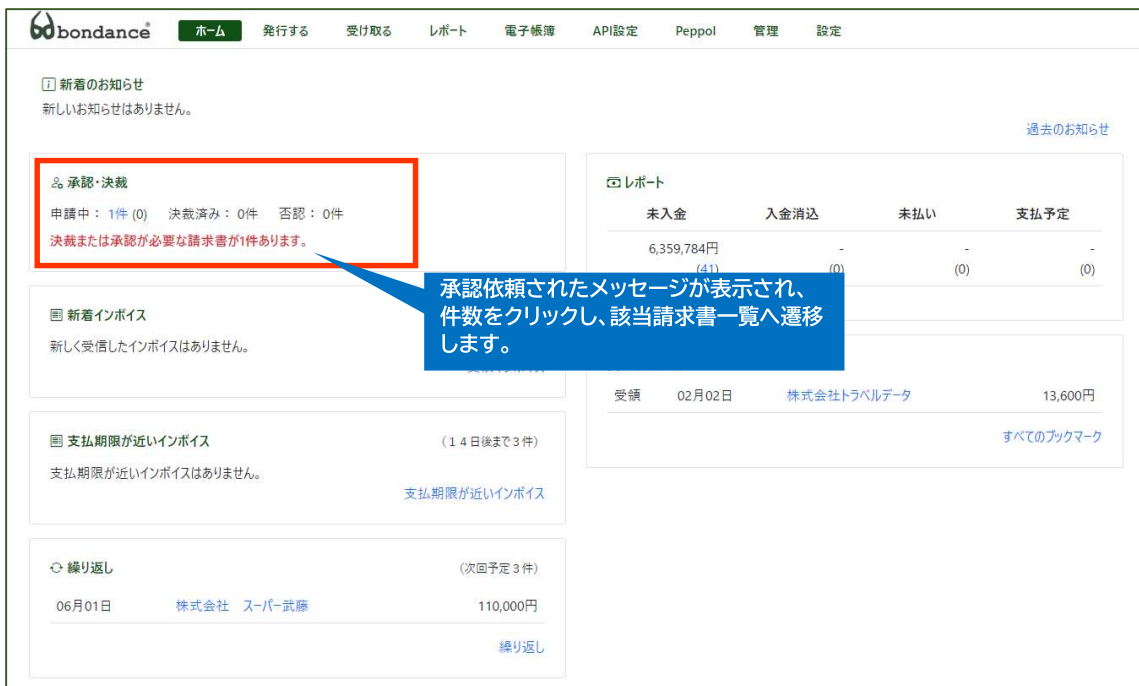 bondance ホーム 発行する 受け取る レポート 電子帳簿 API設定 Peppol 管理 設定
新着のお知らせ
新しいお知らせはありません。
過去のお知らせ
承認・決裁
申請中： 1件 (0) 決裁済み： 0件 否認： 0件
決裁または承認が必要な請求書が1件あります。
レポート
未入金 入金消込 未払い 支払予定
6,359,784円 - - -
(41) (0) (0) (0)
承認依頼されたメッセージが表示され、
件数をクリックし、該当請求書一覧へ遷移
します。
新着インボイス
新しく受信したインボイスはありません。
受領 02月02日 株式会社トラベルデータ 13,600円
すべてのブックマーク
支払期限が近いインボイス (１４日後まで３件)
支払期限が近いインボイスはありません。
支払期限が近いインボイス
繰り返し (次回予定３件)
06月01日 株式会社　スーパー武藤 110,000円
繰り返し